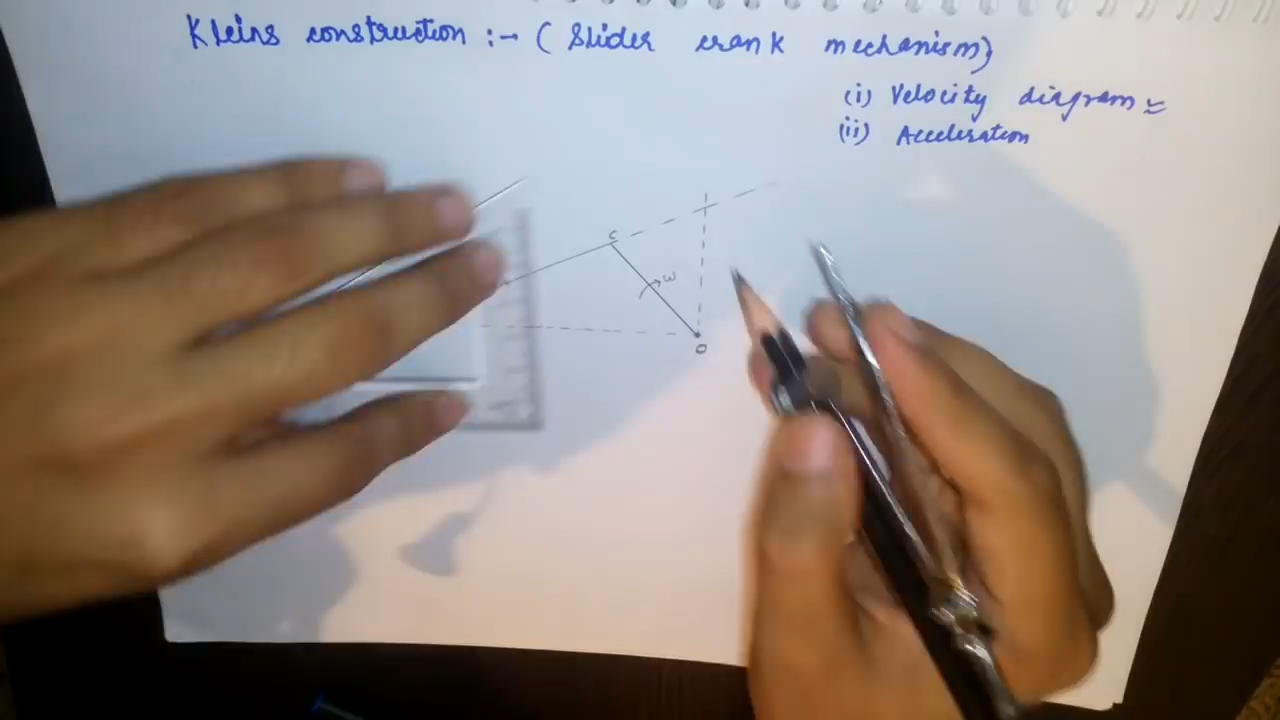 Kleins construction :- (Slider crank mechanism)
(i) Velocity diagram
(ii) Acceleration
C
ω
O